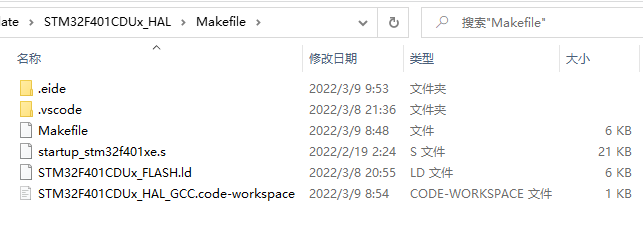 late › STM32F401CDUx_HAL › Makefile › 搜索"Makefile"
名称 修改日期 类型 大小
.eide 2022/3/9 9:53 文件夹
.vscode 2022/3/8 21:36 文件夹
Makefile 2022/3/9 8:48 文件 6 KB
startup_stm32f401xe.s 2022/2/19 2:24 S 文件 21 KB
STM32F401CDUx_FLASH.ld 2022/3/8 20:55 LD 文件 6 KB
STM32F401CDUx_HAL_GCC.code-workspace 2022/3/9 8:54 CODE-WORKSPACE 文件 1 KB